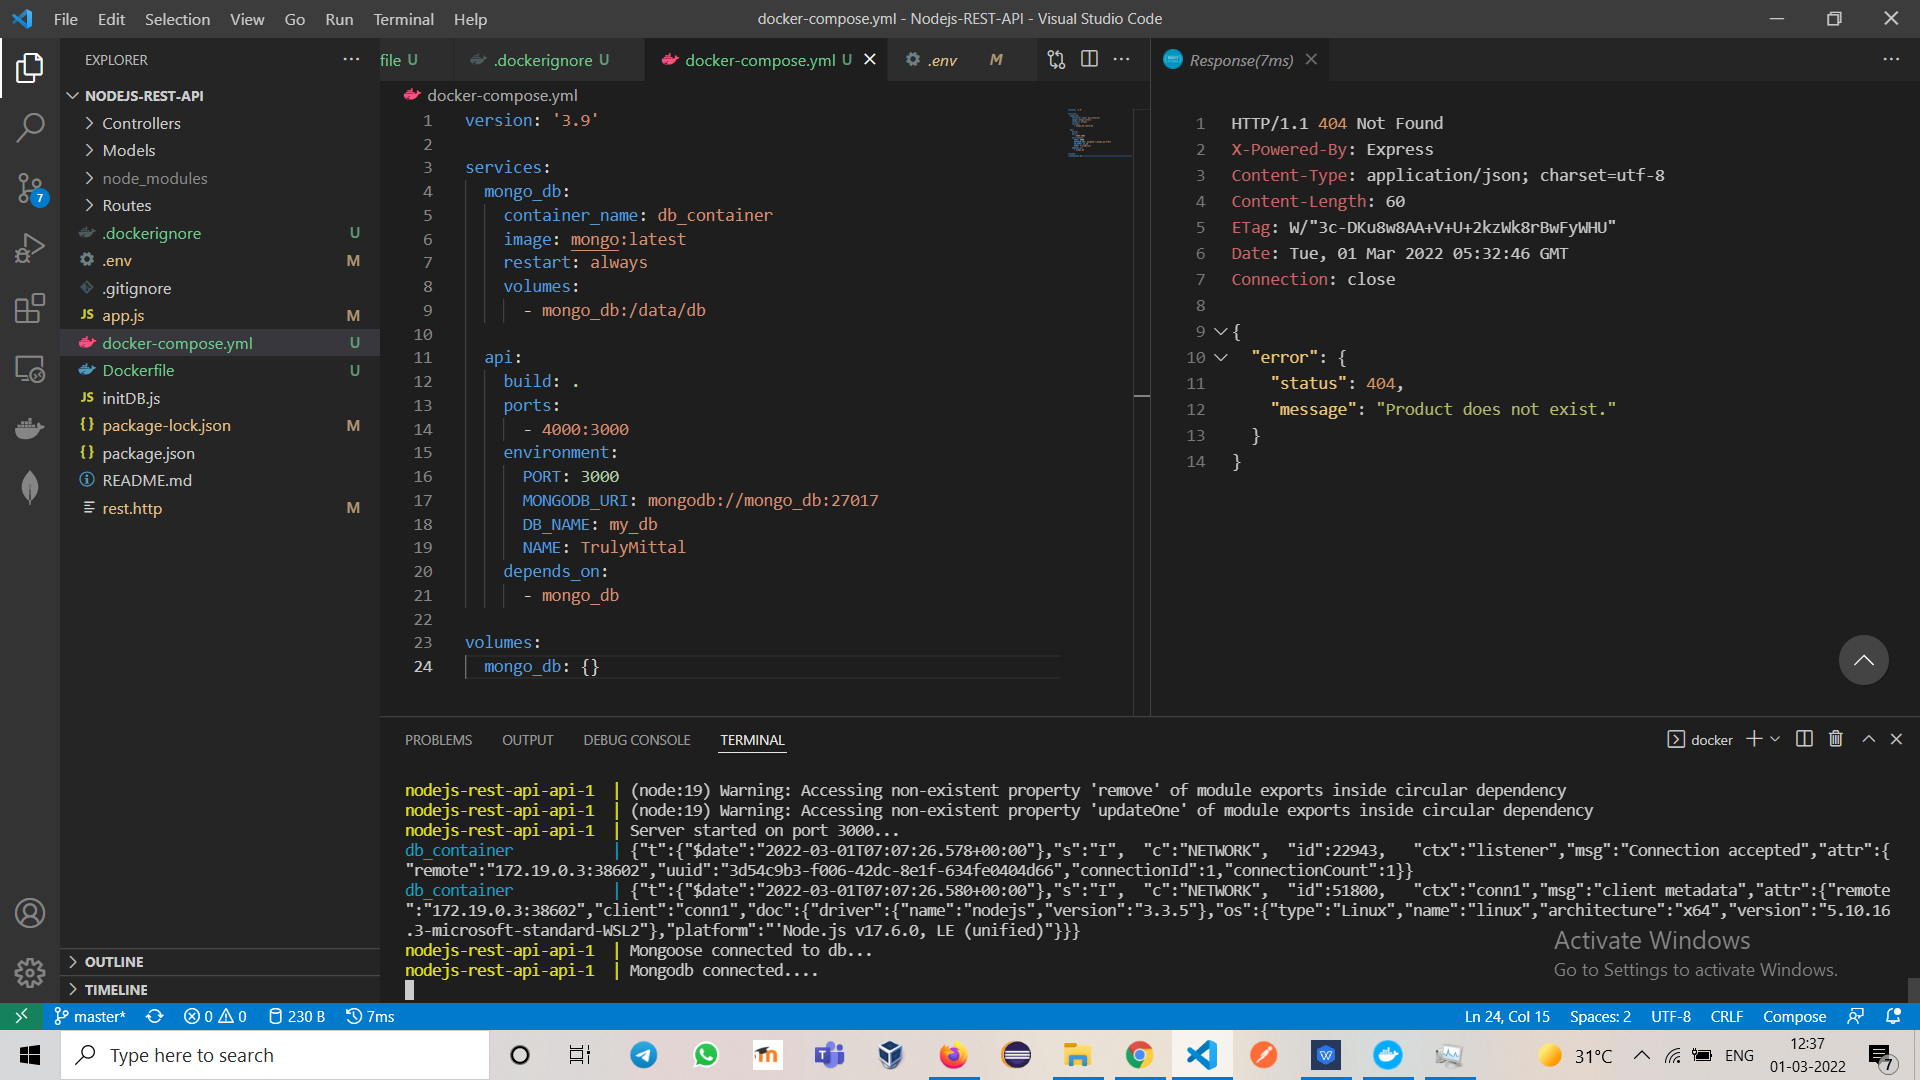 File Edit Selection View Go Run Terminal Help
docker-compose.yml - Nodejs-REST-API - Visual Studio Code
EXPLORER
NODEJS-REST-API
Controllers
Models
node_modules
Routes
.dockerignore U
.env M
.gitignore
JS app.js M
docker-compose.yml U
Dockerfile U
JS initDB.js
{} package-lock.json M
{} package.json
README.md
rest.http M
OUTLINE
TIMELINE
7
file U
.dockerignore U
docker-compose.yml U
.env M
docker-compose.yml
1 version: '3.9'
2
3 services:
4 mongo_db:
5 container_name: db_container
6 image: mongo:latest
7 restart: always
8 volumes:
9 - mongo_db:/data/db
10
11 api:
12 build: .
13 ports:
14 - 4000:3000
15 environment:
16 PORT: 3000
17 MONGODB_URI: mongodb://mongo_db:27017
18 DB_NAME: my_db
19 NAME: TrulyMittal
20 depends_on:
21 - mongo_db
22
23 volumes:
24 mongo_db: {}
Response(7ms)
1 HTTP/1.1 404 Not Found
2 X-Powered-By: Express
3 Content-Type: application/json; charset=utf-8
4 Content-Length: 60
5 ETag: W/"3c-DKu8w8AA+V+U+2kzWk8rBwFyWHU"
6 Date: Tue, 01 Mar 2022 05:32:46 GMT
7 Connection: close
8
9 {
10 "error": {
11 "status": 404,
12 "message": "Product does not exist."
13 }
14 }
PROBLEMS OUTPUT DEBUG CONSOLE TERMINAL
docker
nodejs-rest-api-api-1 | (node:19) Warning: Accessing non-existent property 'remove' of module exports inside circular dependency
nodejs-rest-api-api-1 | (node:19) Warning: Accessing non-existent property 'updateOne' of module exports inside circular dependency
nodejs-rest-api-api-1 | Server started on port 3000...
db_container | {"t":{"$date":"2022-03-01T07:07:26.578+00:00"},"s":"I", "c":"NETWORK", "id":22943, "ctx":"listener","msg":"Connection accepted","attr":{
"remote":"172.19.0.3:38602","uuid":"3d54c9b3-f006-42dc-8e1f-634fe0404d66","connectionId":1,"connectionCount":1}}
db_container | {"t":{"$date":"2022-03-01T07:07:26.580+00:00"},"s":"I", "c":"NETWORK", "id":51800, "ctx":"conn1","msg":"client metadata","attr":{"remote
":"172.19.0.3:38602","client":"conn1","doc":{"driver":{"name":"nodejs","version":"3.3.5"},"os":{"type":"Linux","name":"linux","architecture":"x64","version":"5.10.16
.3-microsoft-standard-WSL2"},"platform":"'Node.js v17.6.0, LE (unified)"}}}
nodejs-rest-api-api-1 | Mongoose connected to db...
nodejs-rest-api-api-1 | Mongodb connected....
Activate Windows
Go to Settings to activate Windows.
master* 0 0 230 B 7ms
Ln 24, Col 15 Spaces: 2 UTF-8 CRLF Compose
Type here to search
31°C ENG
12:37
01-03-2022
7